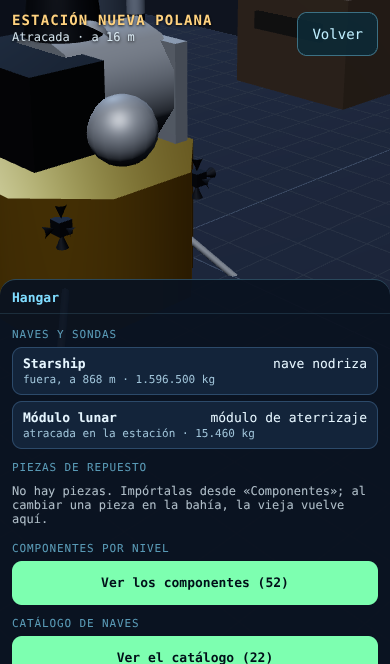 ESTACIÓN NUEVA POLANA
Atracada · a 16 m
Volver
Hangar
NAVES Y SONDAS
Starship nave nodriza
fuera, a 868 m · 1.596.500 kg
Módulo lunar módulo de aterrizaje
atracada en la estación · 15.460 kg
PIEZAS DE REPUESTO
No hay piezas. Impórtalas desde «Componentes»; al
cambiar una pieza en la bahía, la vieja vuelve
aquí.
COMPONENTES POR NIVEL
Ver los componentes (52)
CATÁLOGO DE NAVES
Ver el catálogo (22)